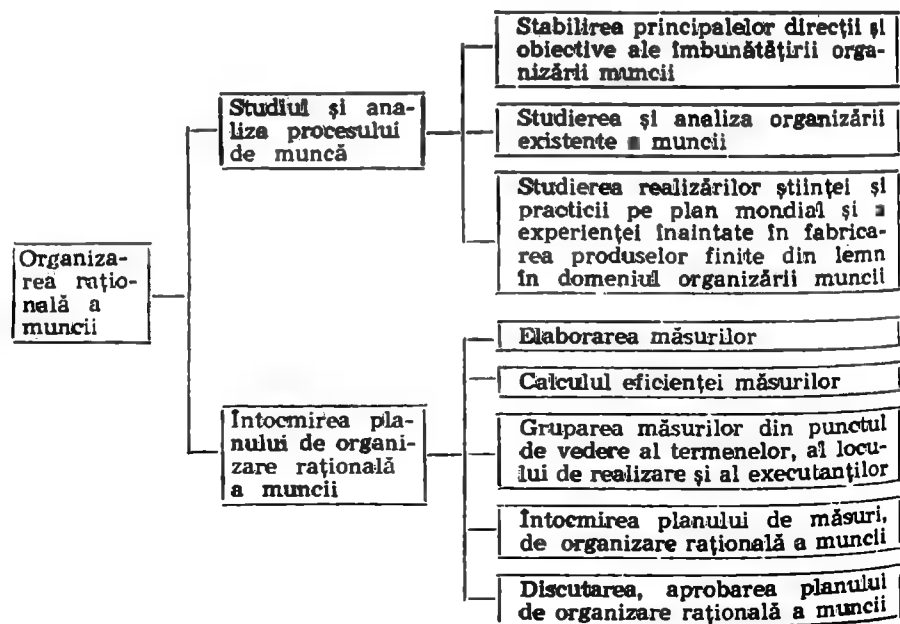 Organiza-
rea rațio-
nală a
muncii
Studiul și ana-
liza procesului
de muncă
Stabilirea principalelor direcții și
obiective ale îmbunătățirii orga-
nizării muncii
Studierea și analiza organizării
existente a muncii
Studierea realizărilor științei și
practicii pe plan mondial și a
experienței înaintate în fabrica-
rea produselor finite din lemn
în domeniul organizării muncii
Întocmirea pla-
nului de organi-
zare rațională
a muncii
Elaborarea măsurilor
Calculul eficienței măsurilor
Gruparea măsurilor din punctul
de vedere al termenelor, al locu-
lui de realizare și al executanților
Întocmirea planului de măsuri,
de organizare rațională a muncii
Discutarea, aprobarea planului
de organizare rațională a muncii